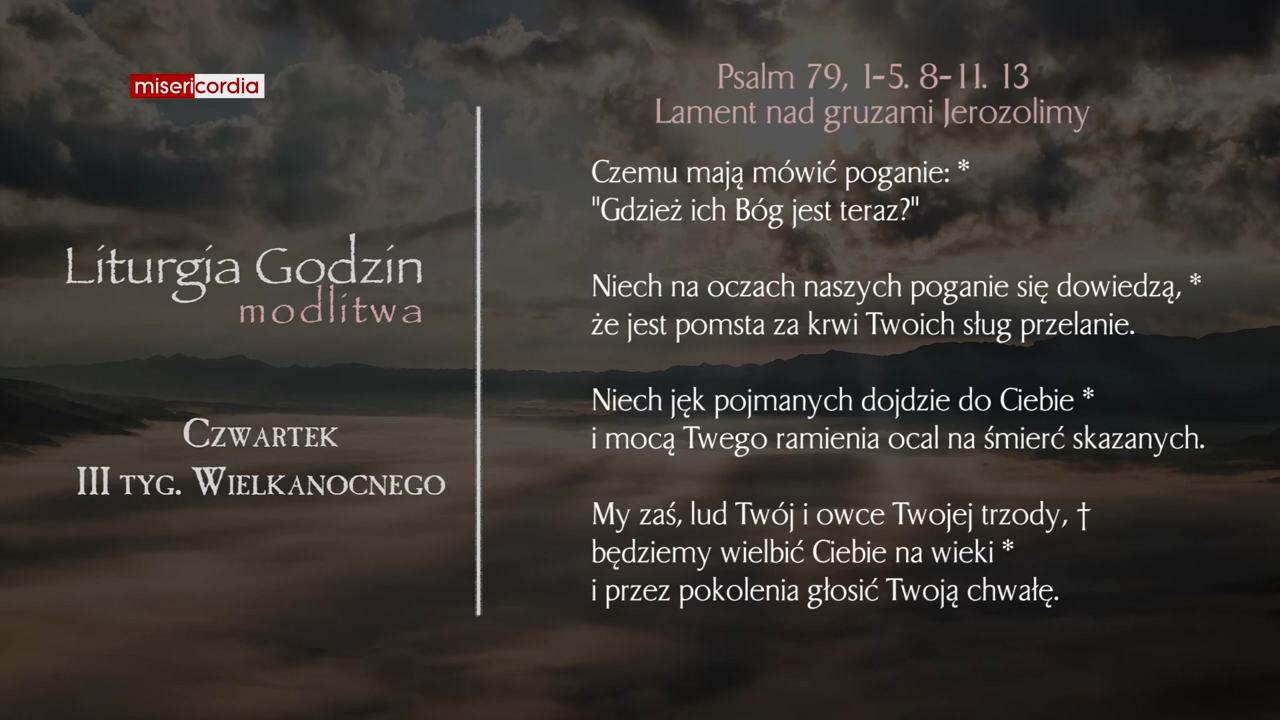 misericordia
Liturgia Godzin
modlitwa
Czwartek
III tyg. Wielkanocnego
Psalm 79, 1-5. 8-11. 13
Lament nad gruzami Jerozolimy
Czemu mają mówić poganie: *
"Gdzież ich Bóg jest teraz?"
Niech na oczach naszych poganie się dowiedzą, *
że jest pomsta za krwi Twoich sług przelanie.
Niech jęk pojmanych dojdzie do Ciebie *
i mocą Twego ramienia ocal na śmierć skazanych.
My zaś, lud Twój i owce Twojej trzody, †
będziemy wielbić Ciebie na wieki *
i przez pokolenia głosić Twoją chwałę.